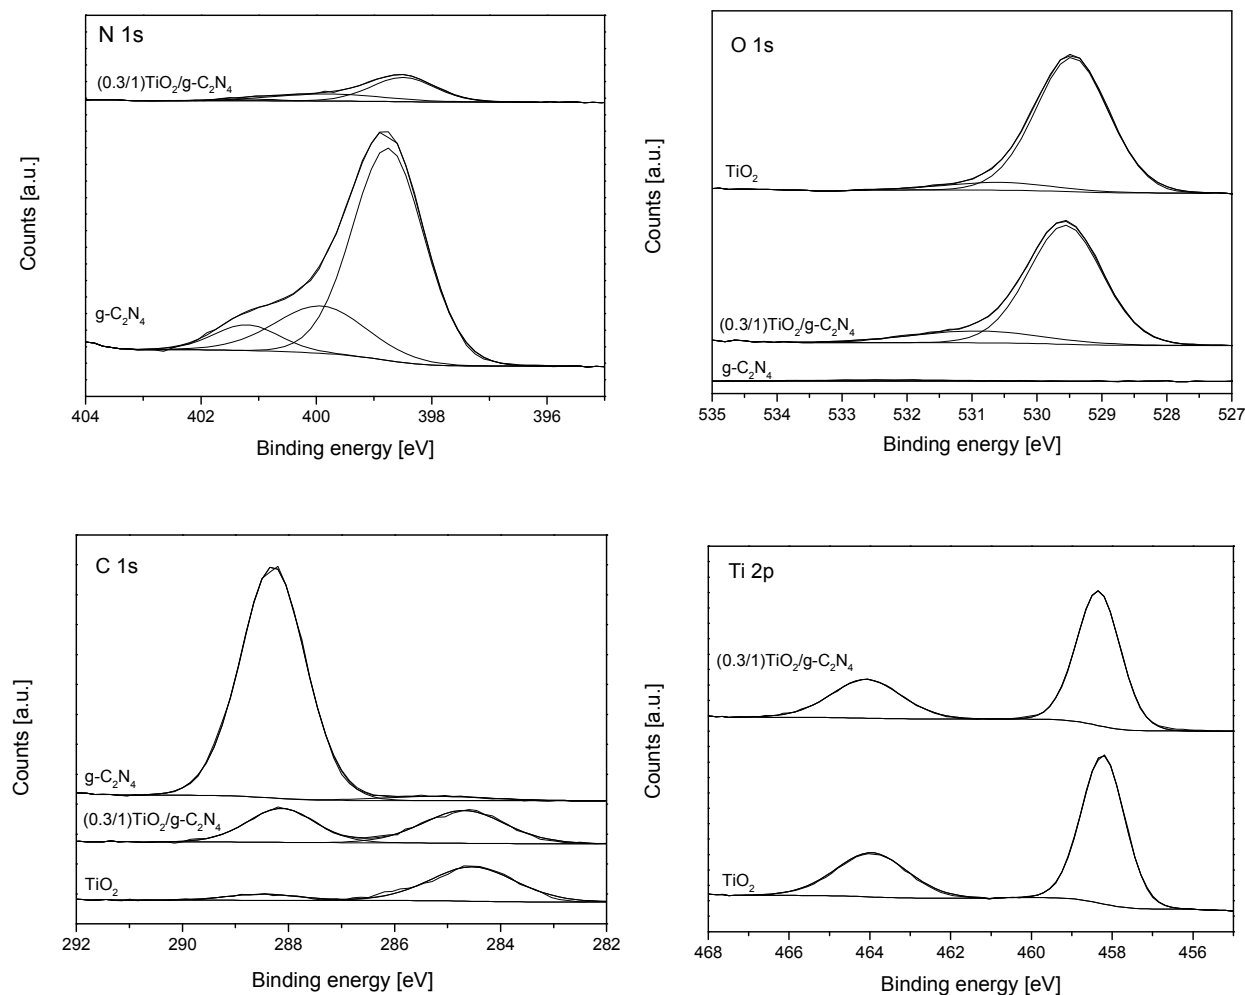 N 1s
(0.3/1)TiO₂/g-C₂N₄
g-C₂N₄
Counts [a.u.]
404 402 400 398 396
Binding energy [eV]
O 1s
TiO₂
(0.3/1)TiO₂/g-C₂N₄
g-C₂N₄
Counts [a.u.]
535 534 533 532 531 530 529 528 527
Binding energy [eV]
C 1s
g-C₂N₄
(0.3/1)TiO₂/g-C₂N₄
TiO₂
Counts [a.u.]
292 290 288 286 284 282
Binding energy [eV]
Ti 2p
(0.3/1)TiO₂/g-C₂N₄
TiO₂
Counts [a.u.]
468 466 464 462 460 458 456
Binding energy [eV]